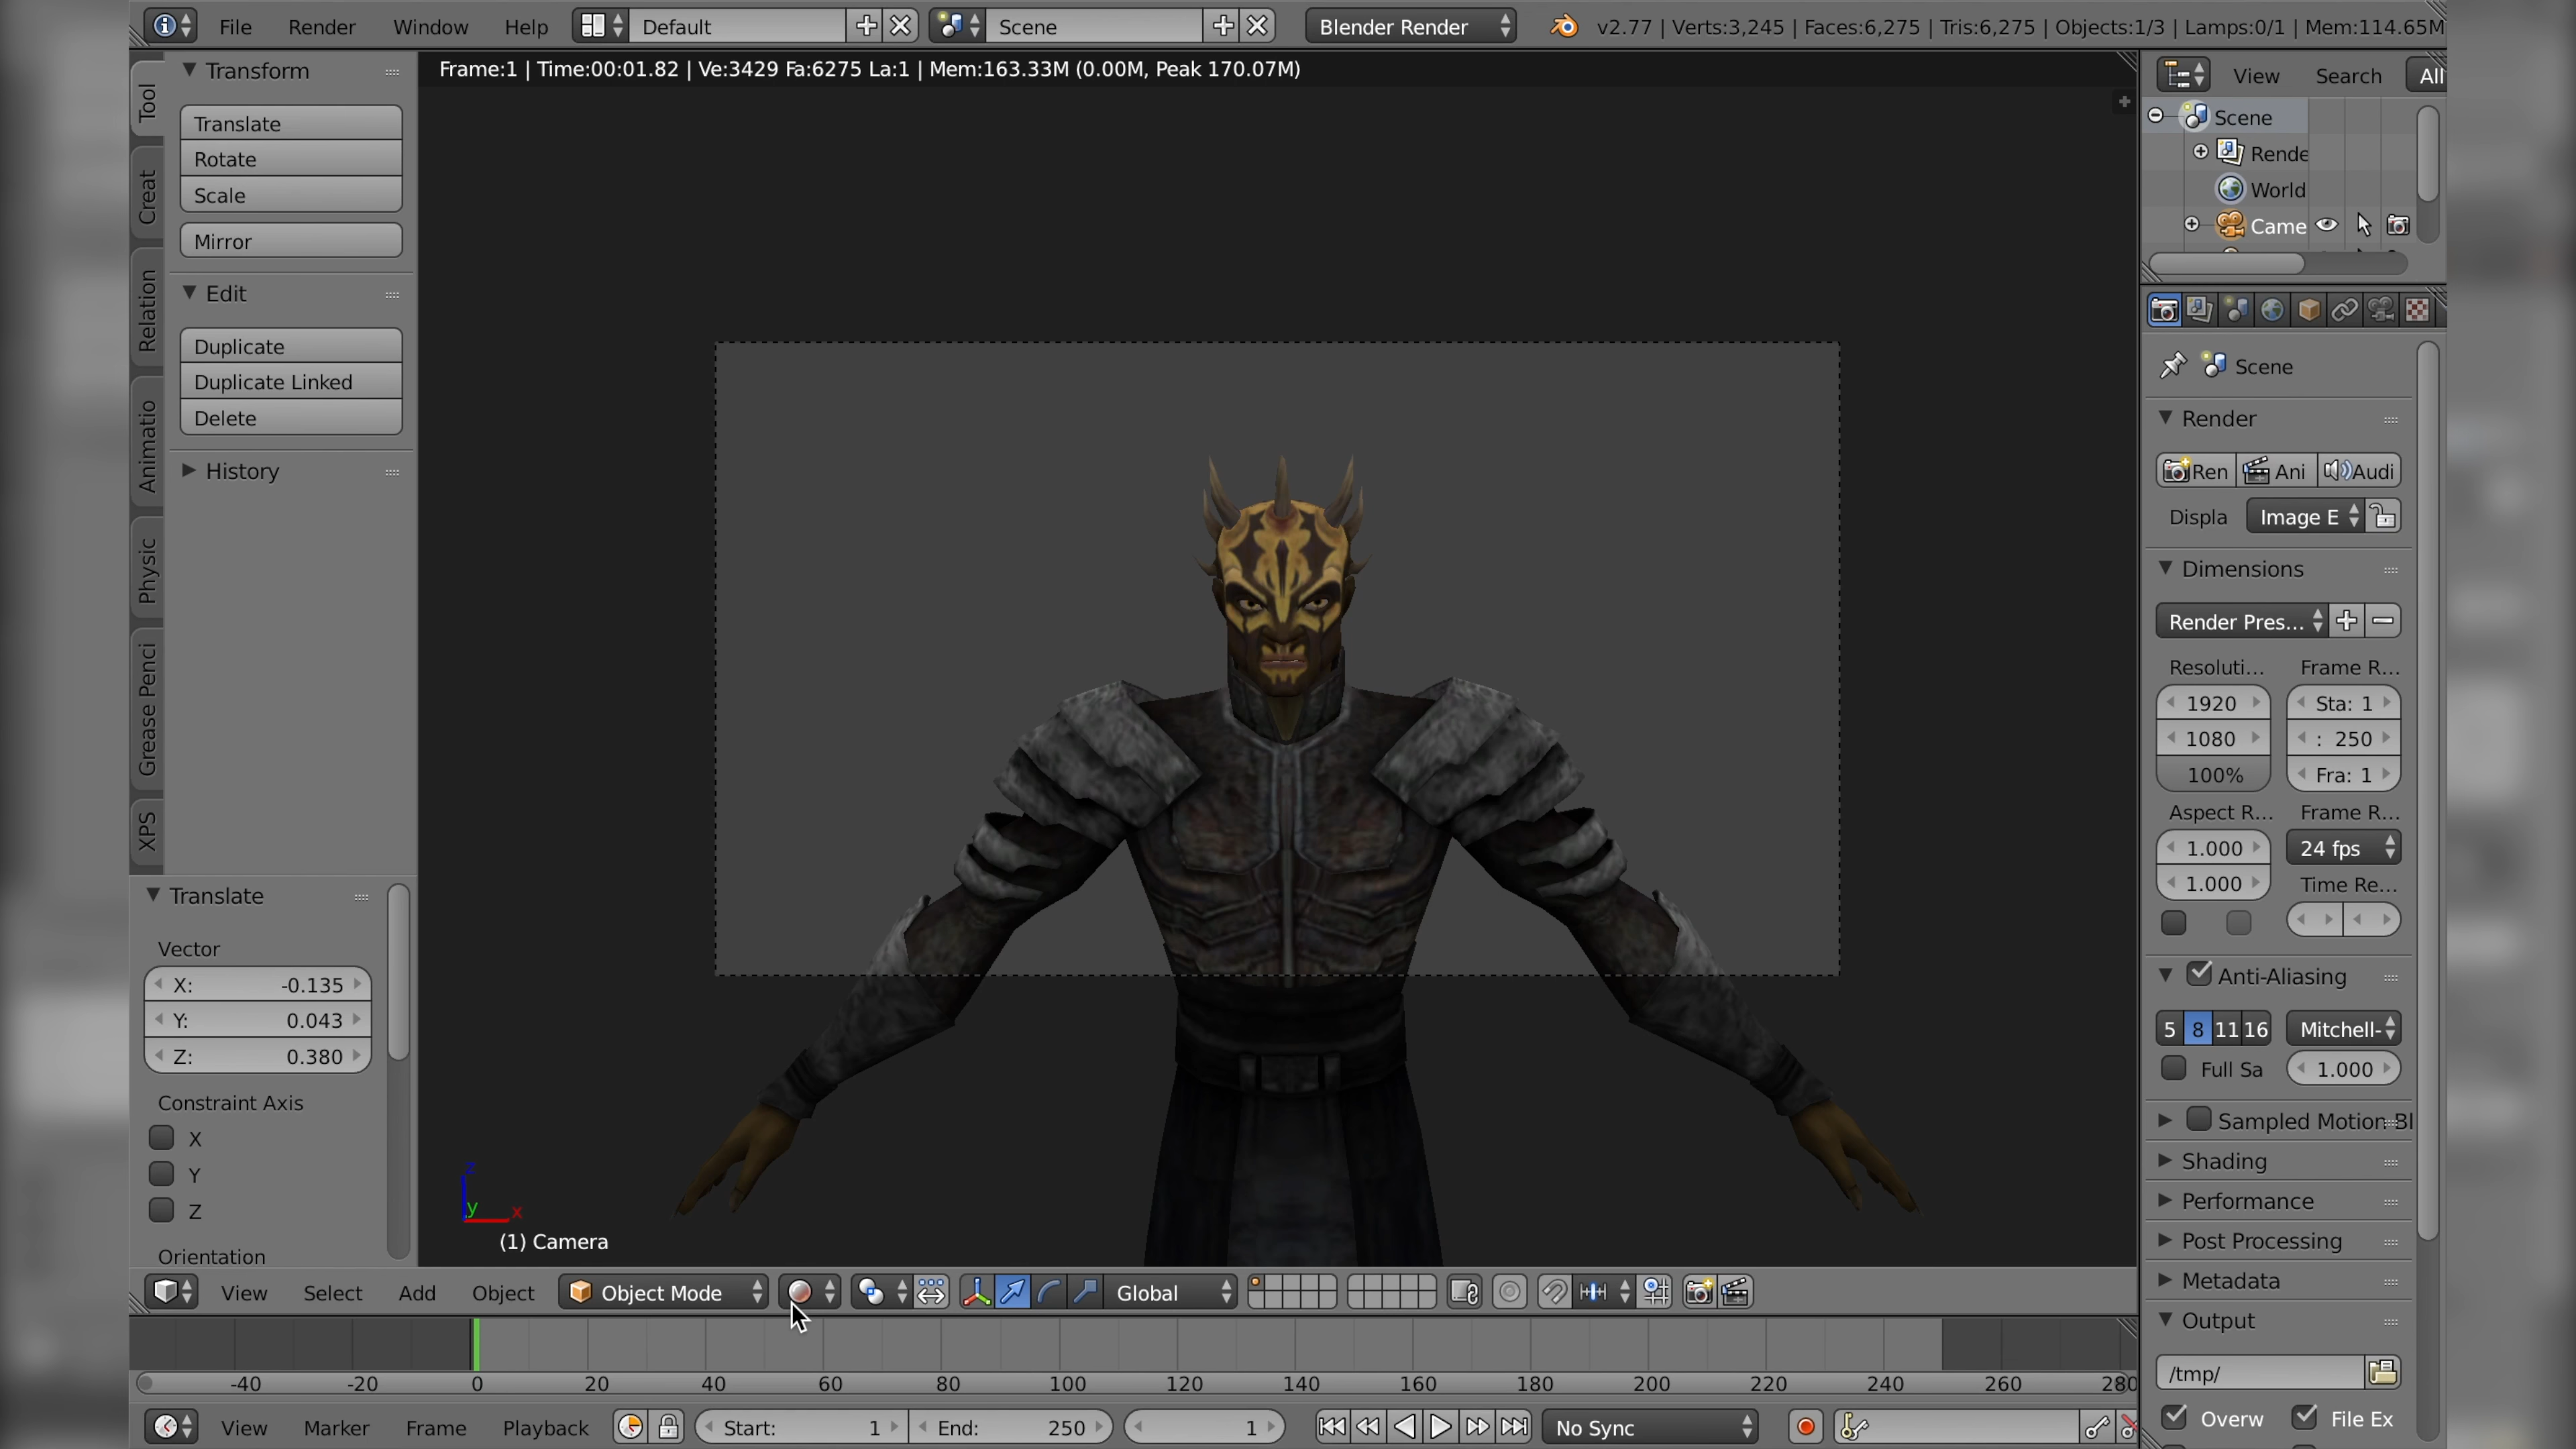 File Render Window Help Default Scene Blender Render v2.77 | Verts:3,245 | Faces:6,275 | Tris:6,275 | Objects:1/3 | Lamps:0/1 | Mem:114.65M
Tool
Creat
Relation
Animatio
Physic
Grease Penci
XPS
Transform
Translate
Rotate
Scale
Mirror
Edit
Duplicate
Duplicate Linked
Delete
History
Translate
Vector
X: -0.135
Y: 0.043
Z: 0.380
Constraint Axis
X
Y
Z
Orientation
Frame:1 | Time:00:01.82 | Ve:3429 Fa:6275 La:1 | Mem:163.33M (0.00M, Peak 170.07M)
z
y x
(1) Camera
View Select Add Object Object Mode Global
-40 -20 0 20 40 60 80 100 120 140 160 180 200 220 240 260 280
View Marker Frame Playback Start: 1 End: 250 1 No Sync
View Search All
Scene
Rende
World
Came
Scene
Render
Ren Ani Audi
Displa Image E
Dimensions
Render Pres...
Resoluti... Frame R...
1920 Sta: 1
1080 : 250
100% Fra: 1
Aspect R... Frame R...
1.000 24 fps
1.000 Time Re...
Anti-Aliasing
5 8 11 16 Mitchell-
Full Sa 1.000
Sampled Motion Bl
Shading
Performance
Post Processing
Metadata
Output
/tmp/
Overw File Ex